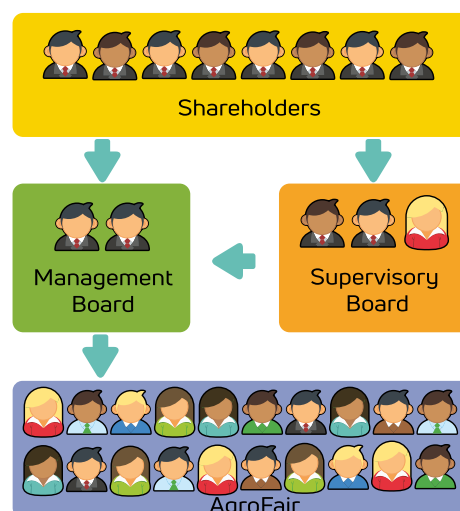 Shareholders
Management
Board
Supervisory
Board
AgroFair